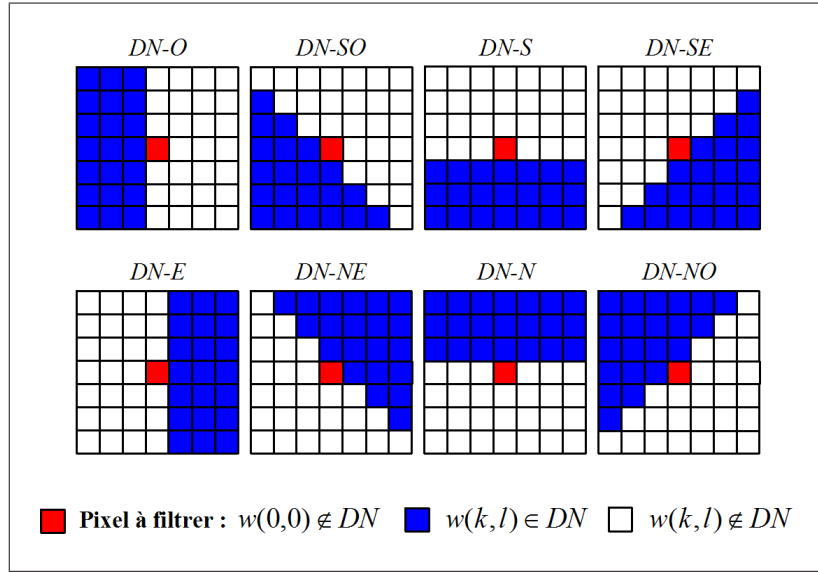 DN-O DN-SO DN-S DN-SE
DN-E DN-NE DN-N DN-NO
Pixel à filtrer : w(0,0) ∉ DN w(k,l) ∈ DN w(k,l) ∉ DN